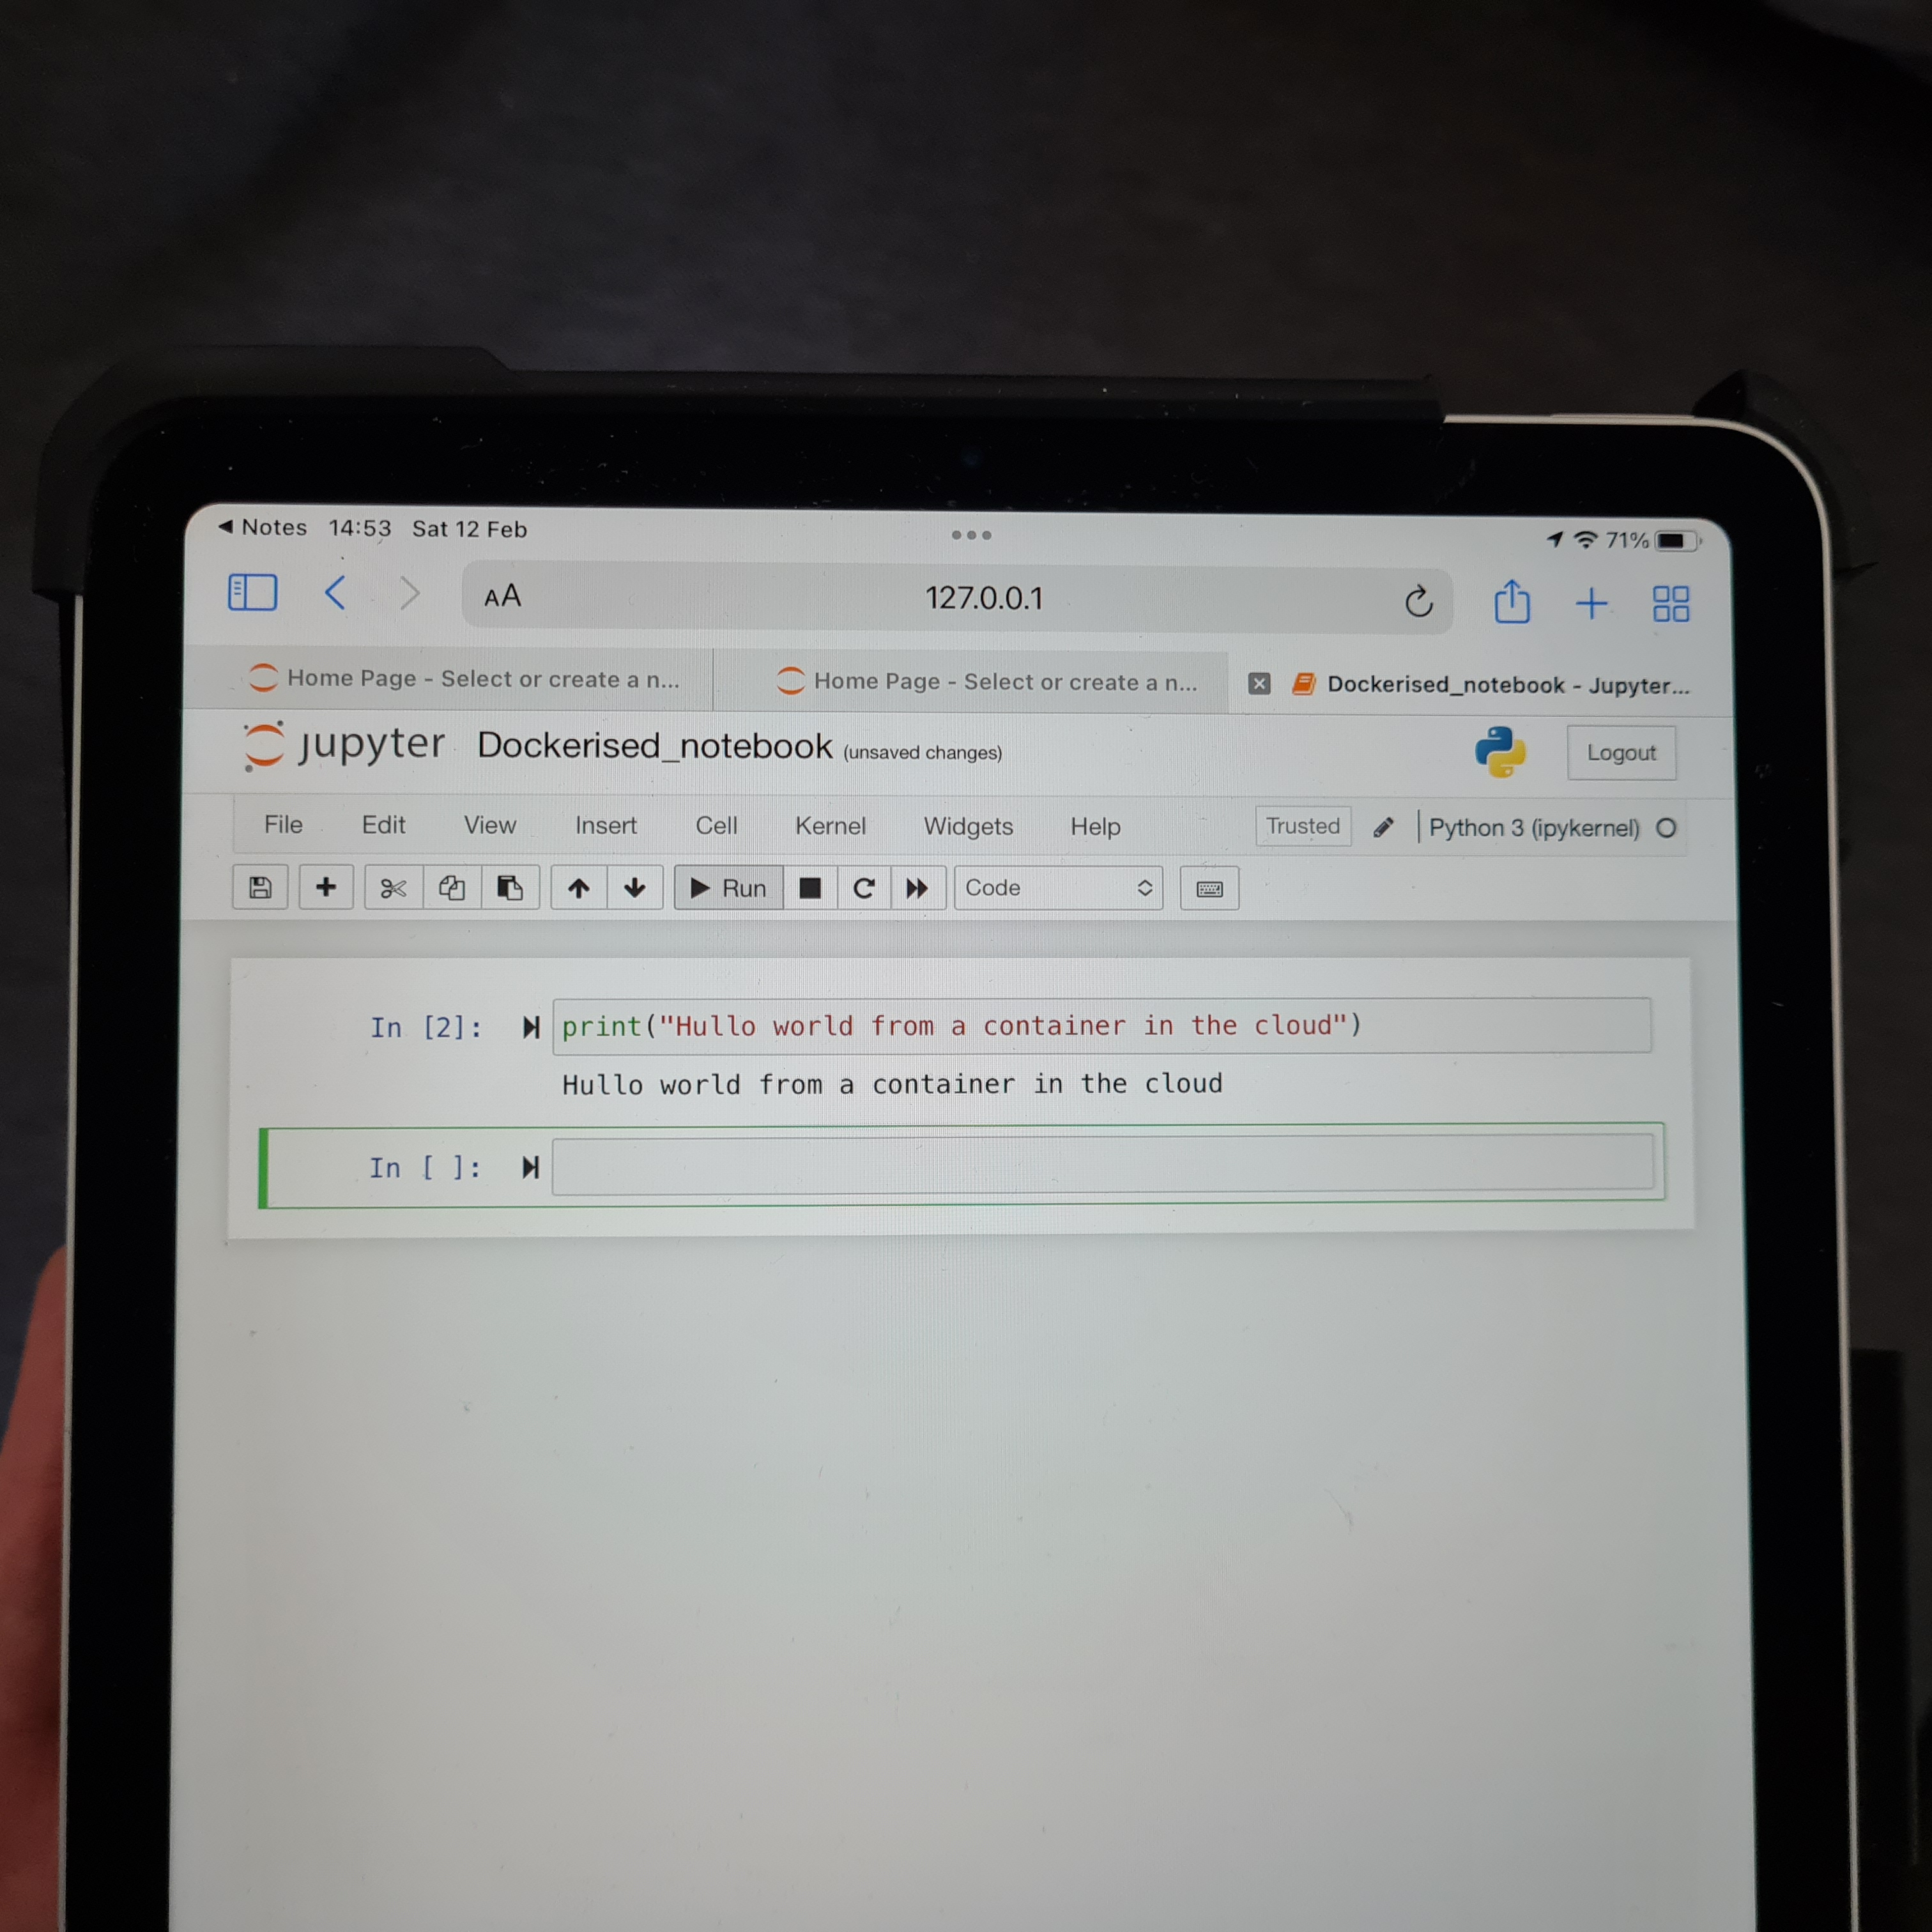 Notes 14:53 Sat 12 Feb 71%
AA 127.0.0.1
Home Page - Select or create a n... Home Page - Select or create a n... Dockerised_notebook - Jupyter...
jupyter Dockerised_notebook (unsaved changes) Logout
File Edit View Insert Cell Kernel Widgets Help Trusted Python 3 (ipykernel)
Run Code
In [2]: print("Hullo world from a container in the cloud")
Hullo world from a container in the cloud
In [ ]: